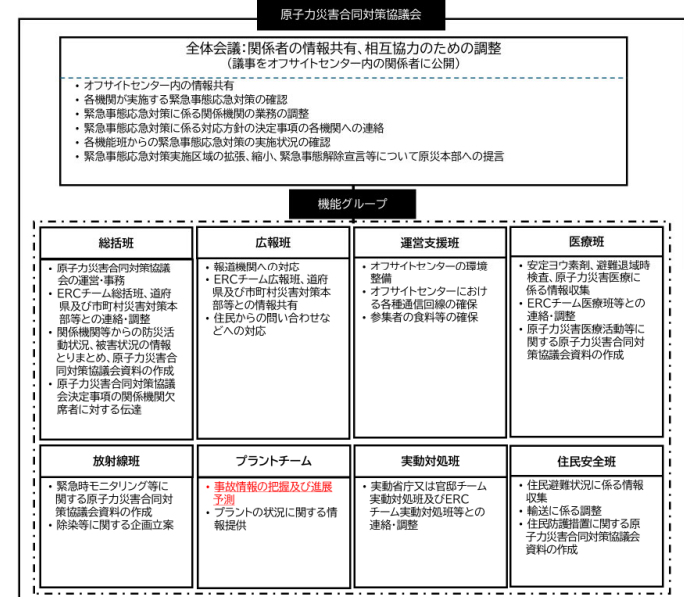 原子力災害合同対策協議会
全体会議：関係者の情報共有、相互協力のための調整
（議事をオフサイトセンター内の関係者に公開）
・オフサイトセンター内の情報共有
・各機関が実施する緊急事態応急対策の確認
・緊急事態応急対策に係る関係機関の業務の調整
・緊急事態応急対策に係る対応方針の決定事項の各機関への連絡
・各機能班からの緊急事態応急対策の実施状況の確認
・緊急事態応急対策実施区域の拡張、縮小、緊急事態解除宣言等について原災本部への提言
機能グループ
総括班
・原子力災害合同対策協議
会の運営・事務
・ERCチーム総括班、道府
県及び市町村災害対策本
部等との連絡・調整
・関係機関等からの防災活
動状況、被害状況の情報
とりまとめ、原子力災害合
同対策協議会資料の作成
・原子力災害合同対策協議
会決定事項の関係機関欠
席者に対する伝達
広報班
・報道機関への対応
・ERCチーム広報班、道府
県及び市町村災害対策本
部等との情報共有
・住民からの問い合わせな
どへの対応
運営支援班
・オフサイトセンターの環境
整備
・オフサイトセンターにおけ
る各種通信回線の確保
・参集者の食料等の確保
医療班
・安定ヨウ素剤、避難退域時
検査、原子力災害医療に
係る情報収集
・ERCチーム医療班等との
連絡・調整
・原子力災害医療活動等に
関する原子力災害合同対
策協議会資料の作成
放射線班
・緊急時モニタリング等に
関する原子力災害合同対
策協議会資料の作成
・除染等に関する企画立案
プラントチーム
・事故情報の把握及び進展
予測
・プラントの状況に関する情
報提供
実動対処班
・実動省庁又は官邸チーム
実動対処班及びERC
チーム実動対処班等との
連絡・調整
住民安全班
・住民避難状況に係る情報
収集
・輸送に係る調整
・住民防護措置に関する原
子力災害合同対策協議会
資料の作成